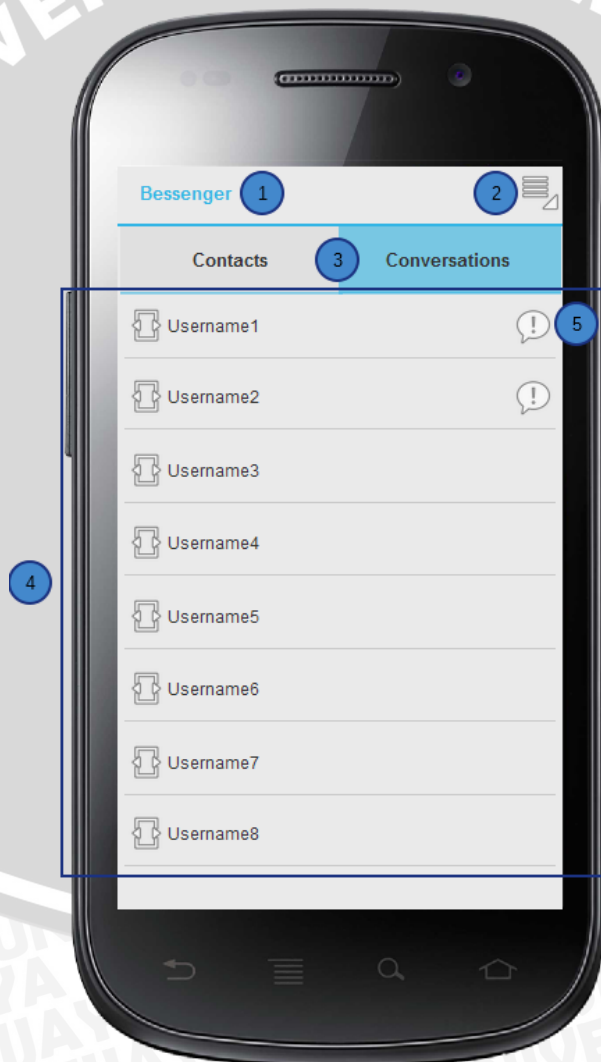 Bessenger 1
2
Contacts 3 Conversations
Username1 5
Username2
Username3
Username4
4
Username5
Username6
Username7
Username8